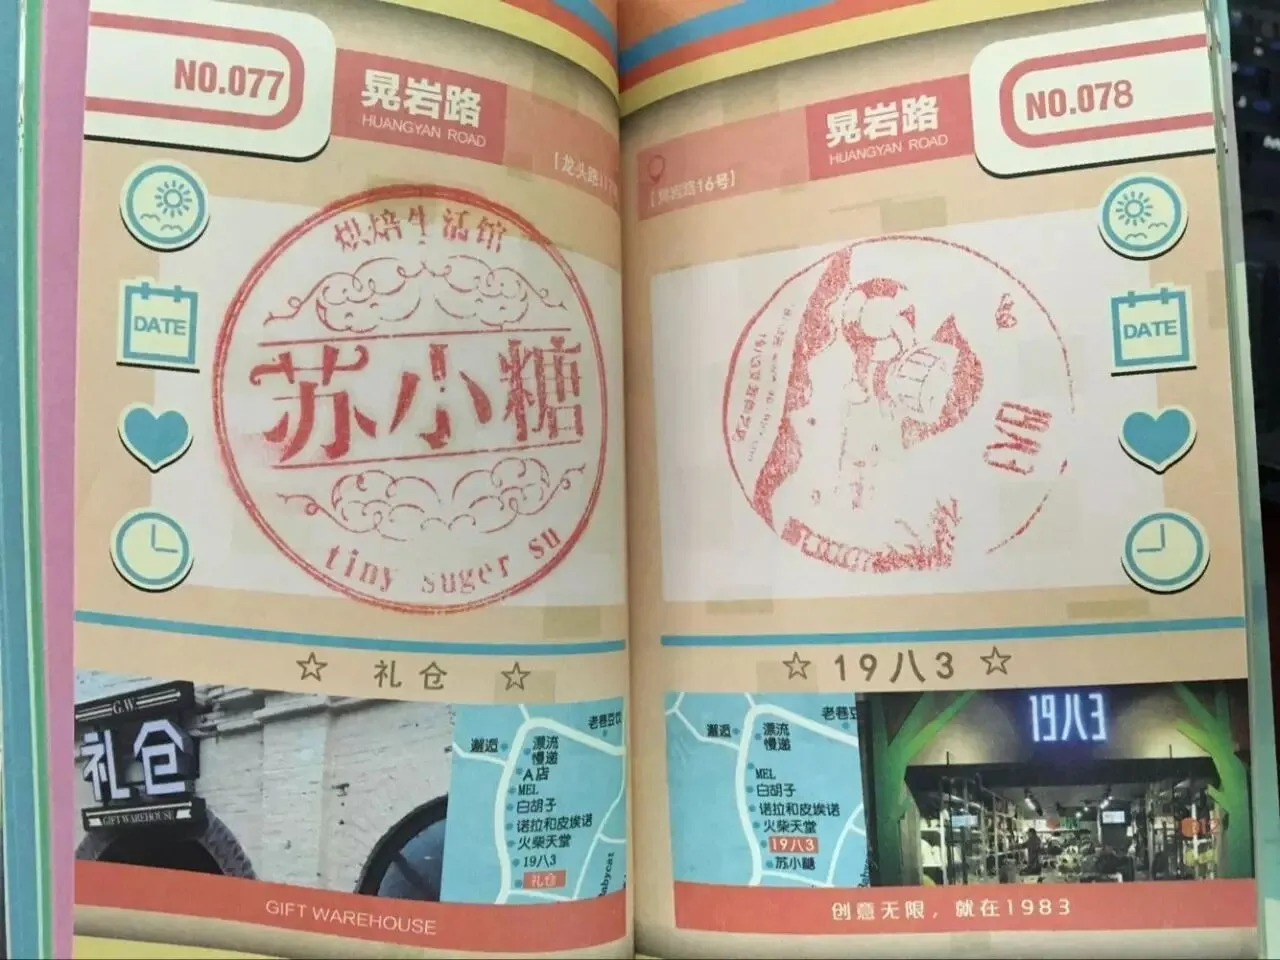 NO.077
晃岩路
HUANGYAN ROAD
DATE
烘焙生活馆
苏小糖
tiny suger su
☆ 礼仓 ☆
G.W
礼仓
GIFT WAREHOUSE
邂逅
漂流
慢递
A店
MEL
白胡子
诺拉和皮埃诺
火柴天堂
19八3
礼仓
老巷豆饮
GIFT WAREHOUSE
NO.078
晃岩路
HUANGYAN ROAD
[晃岩路16号]
DATE
☆ 19八3 ☆
邂逅
漂流
慢递
MEL
白胡子
诺拉和皮埃诺
火柴天堂
19八3
苏小糖
老巷豆
19八3
创意无限，就在1983